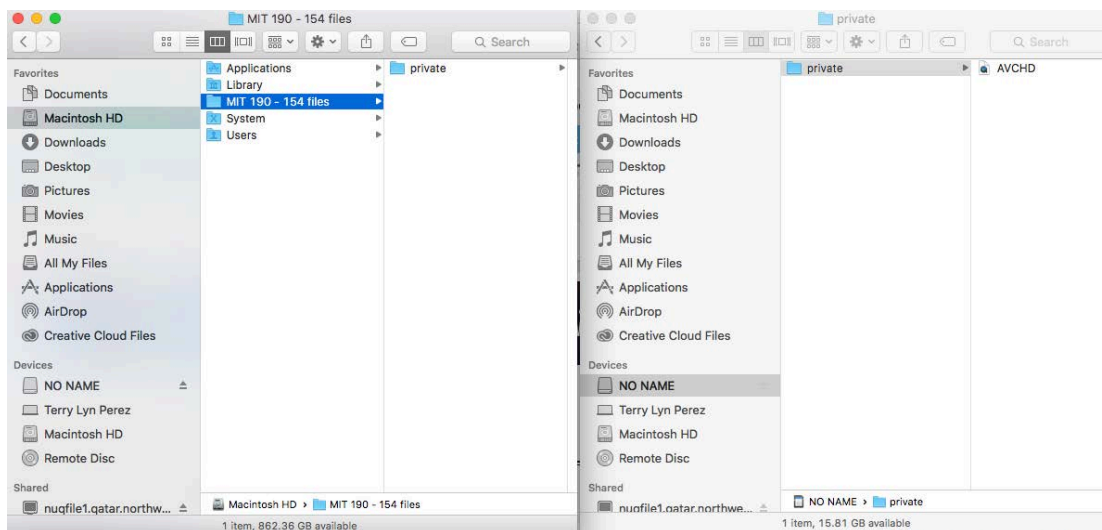 MIT 190 - 154 files
Search
Favorites
Documents
Macintosh HD
Downloads
Desktop
Pictures
Movies
Music
All My Files
Applications
AirDrop
Creative Cloud Files
Devices
NO NAME
Terry Lyn Perez
Macintosh HD
Remote Disc
Shared
nuqfile1.qatar.northw...
Applications
Library
MIT 190 - 154 files
System
Users
private
Macintosh HD › MIT 190 - 154 files
1 item, 862.36 GB available
private
Search
Favorites
Documents
Macintosh HD
Downloads
Desktop
Pictures
Movies
Music
All My Files
Applications
AirDrop
Creative Cloud Files
Devices
NO NAME
Terry Lyn Perez
Macintosh HD
Remote Disc
Shared
nuqfile1.qatar.northwe...
private
AVCHD
NO NAME › private
1 item, 15.81 GB available